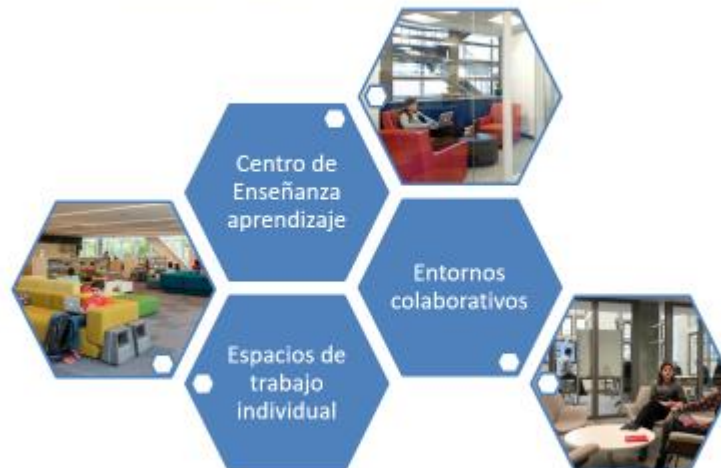 Centro de
Enseñanza
aprendizaje
Entornos
colaborativos
Espacios de
trabajo
individual